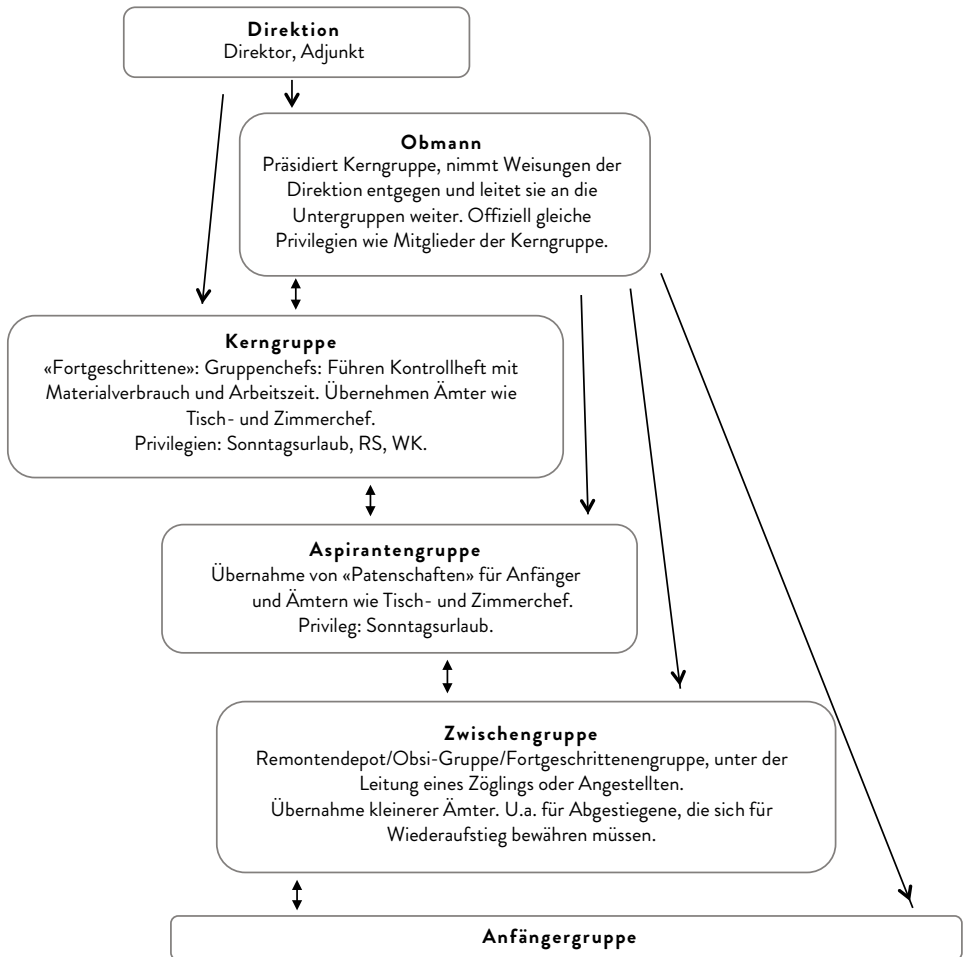 Direktion
Direktor, Adjunkt
Obmann
Präsidiert Kerngruppe, nimmt Weisungen der
Direktion entgegen und leitet sie an die
Untergruppen weiter. Offiziell gleiche
Privilegien wie Mitglieder der Kerngruppe.
Kerngruppe
«Fortgeschrittene»: Gruppenchefs: Führen Kontrollheft mit
Materialverbrauch und Arbeitszeit. Übernehmen Ämter wie
Tisch- und Zimmerchef.
Privilegien: Sonntagsurlaub, RS, WK.
Aspirantengruppe
Übernahme von «Patenschaften» für Anfänger
und Ämtern wie Tisch- und Zimmerchef.
Privileg: Sonntagsurlaub.
Zwischengruppe
Remontendepot/Obsi-Gruppe/Fortgeschrittenengruppe, unter der
Leitung eines Zöglings oder Angestellten.
Übernahme kleinerer Ämter. U.a. für Abgestiegene, die sich für
Wiederaufstieg bewähren müssen.
Anfängergruppe